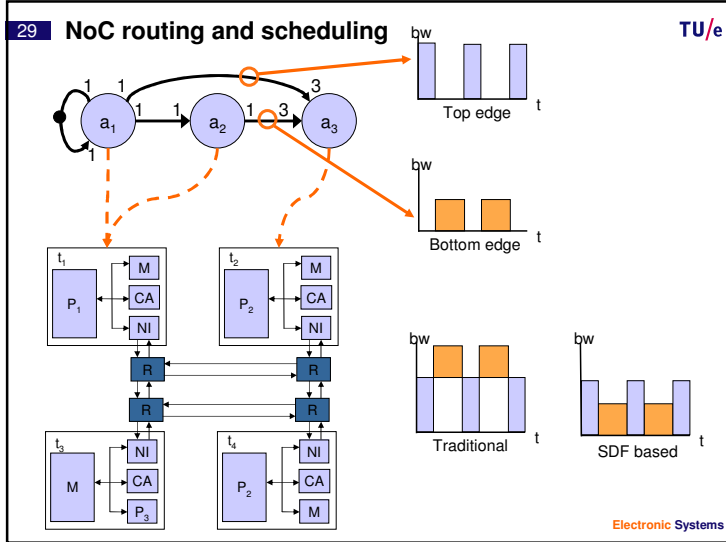 29 NoC routing and scheduling
TU/e
bw
t
Top edge
1 1 3
a1 1 1 a2 1 3 a3
1
bw
t
Bottom edge
t1
P1
M
CA
NI
t2
P2
M
CA
NI
R R
R R
t3
M
NI
CA
P3
t4
P2
NI
CA
M
bw
t
Traditional
bw
t
SDF based
Electronic Systems